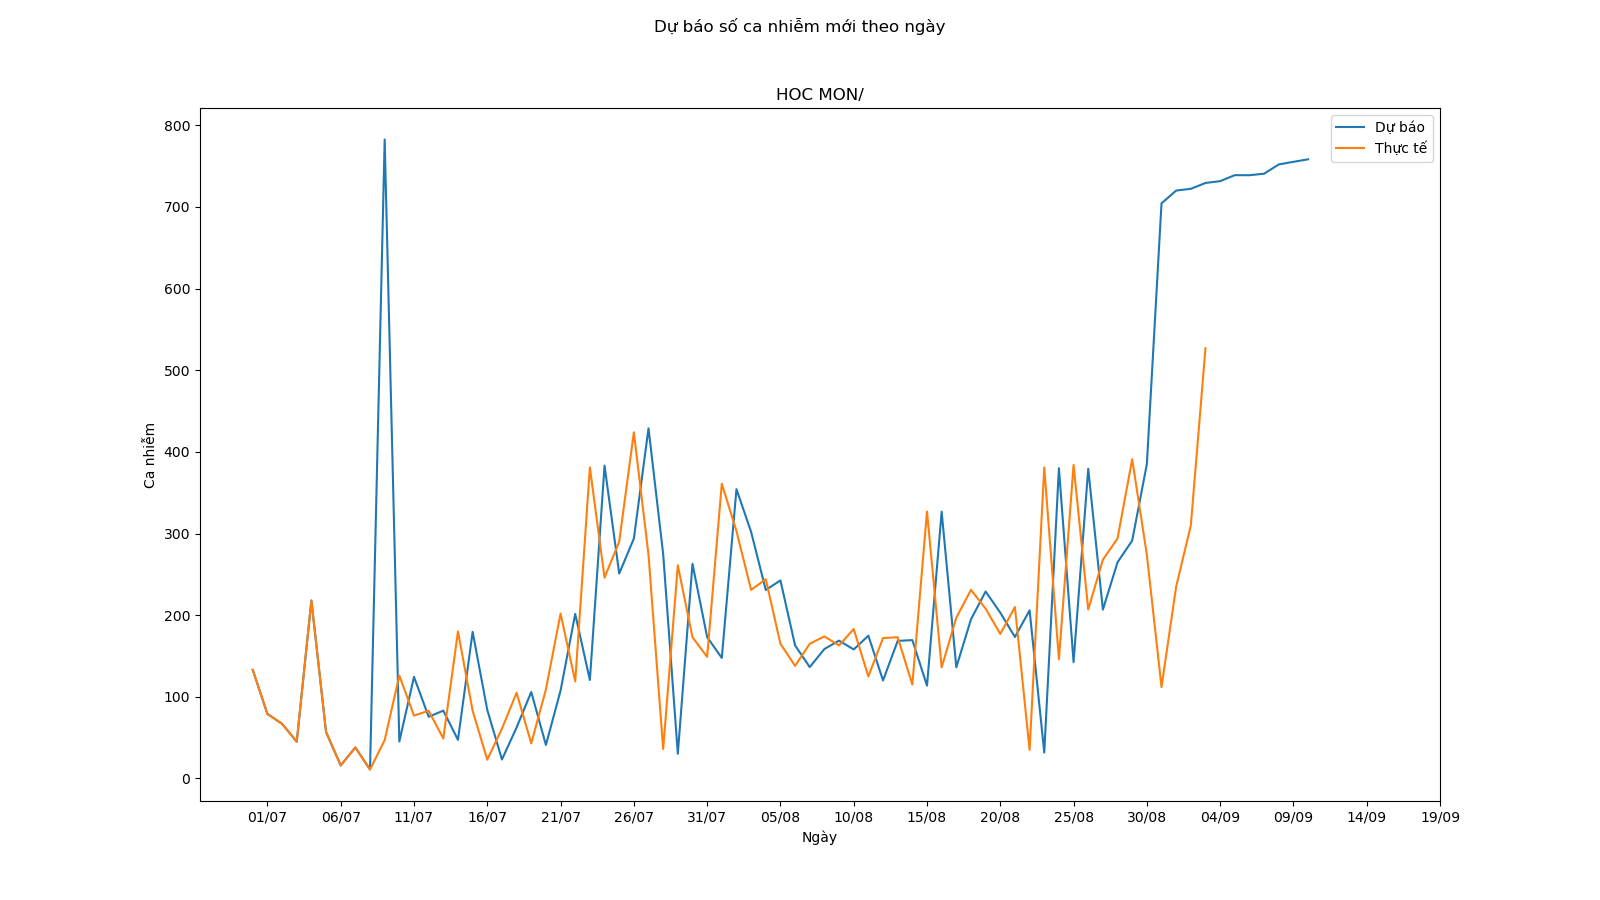 Dự báo số ca nhiễm mới theo ngày
HOC MON/
Dự báo
Thực tế
800
700
600
500
400
300
200
100
0
Ca nhiễm
01/07 06/07 11/07 16/07 21/07 26/07 31/07 05/08 10/08 15/08 20/08 25/08 30/08 04/09 09/09 14/09 19/09
Ngày